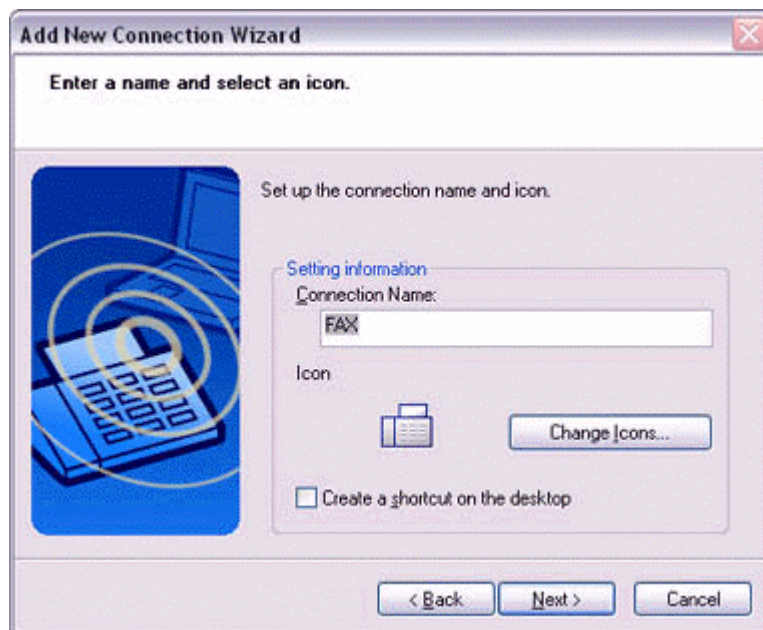 Add New Connection Wizard
Enter a name and select an icon.
Set up the connection name and icon.
Setting information
Connection Name:
FAX
Icon
Change Icons...
Create a shortcut on the desktop
< Back Next > Cancel